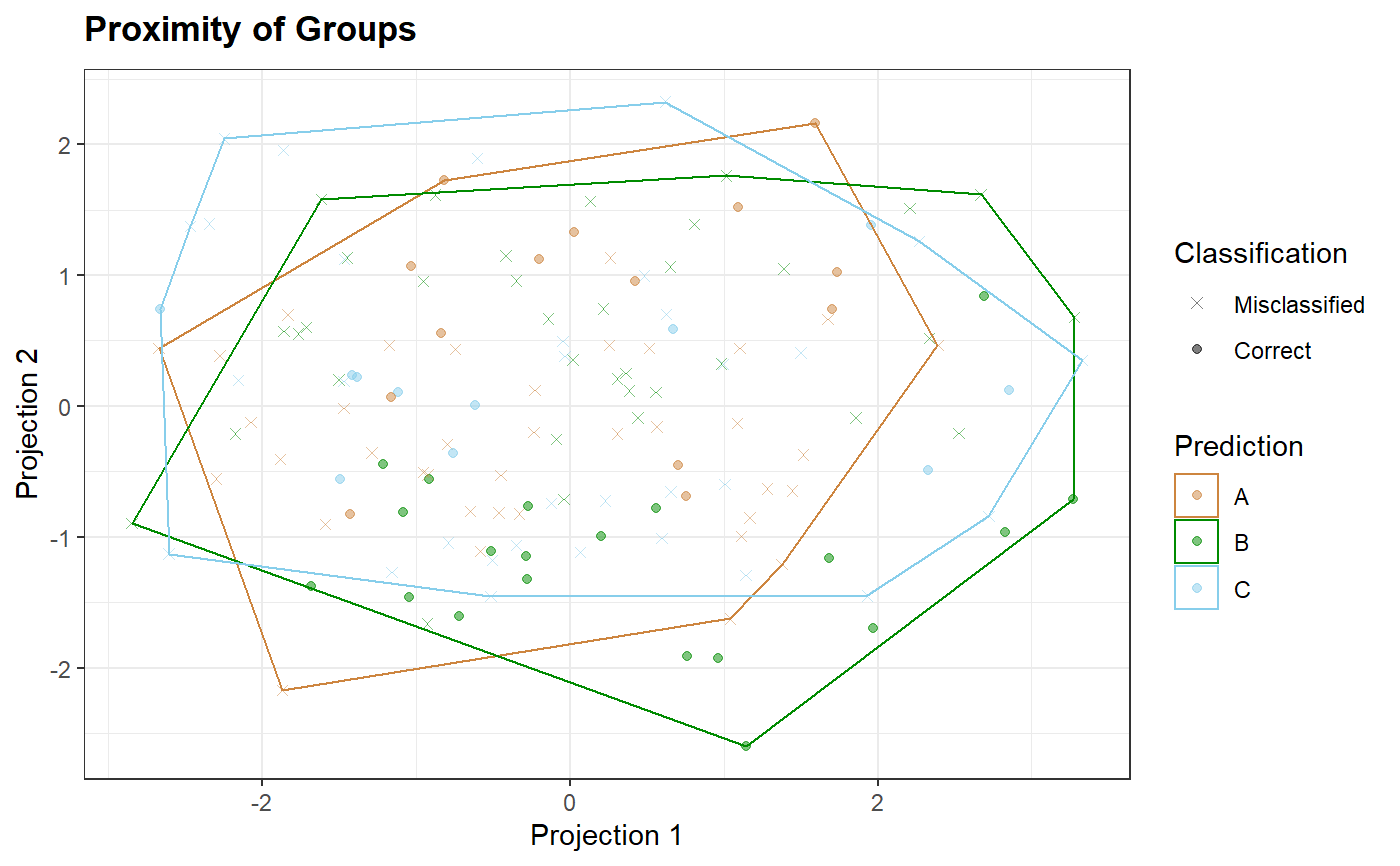 Proximity of Groups
2
1
0
-1
-2
Projection 2
-2
0
2
Projection 1
Classification
Misclassified
Correct
Prediction
A
B
C